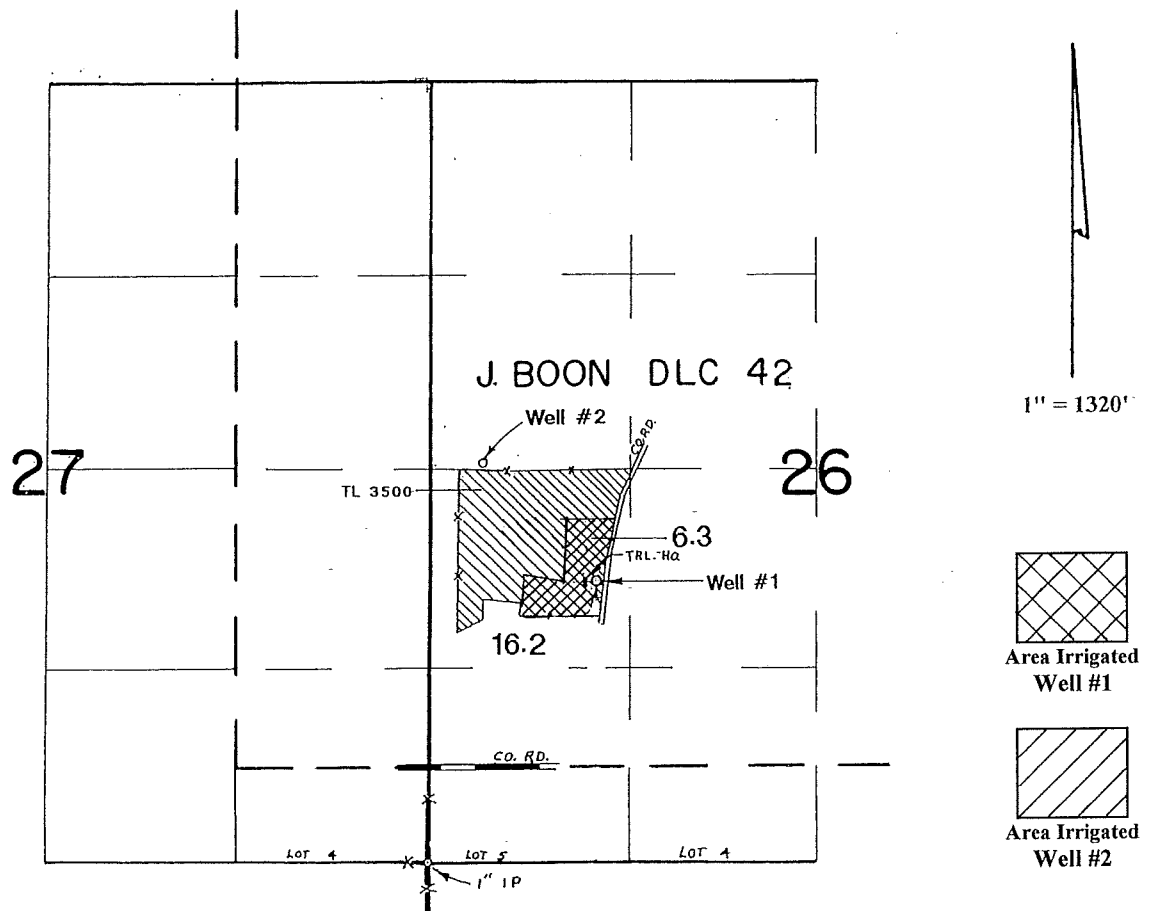 J. BOON DLC 42
1" = 1320'
Well #2
CO. RD.
27
26
TL 3500
6.3
TRL. Ha
Well #1
16.2
Area Irrigated
Well #1
CO. RD.
Area Irrigated
Well #2
LOT 4
LOT 5
LOT 4
1" IP